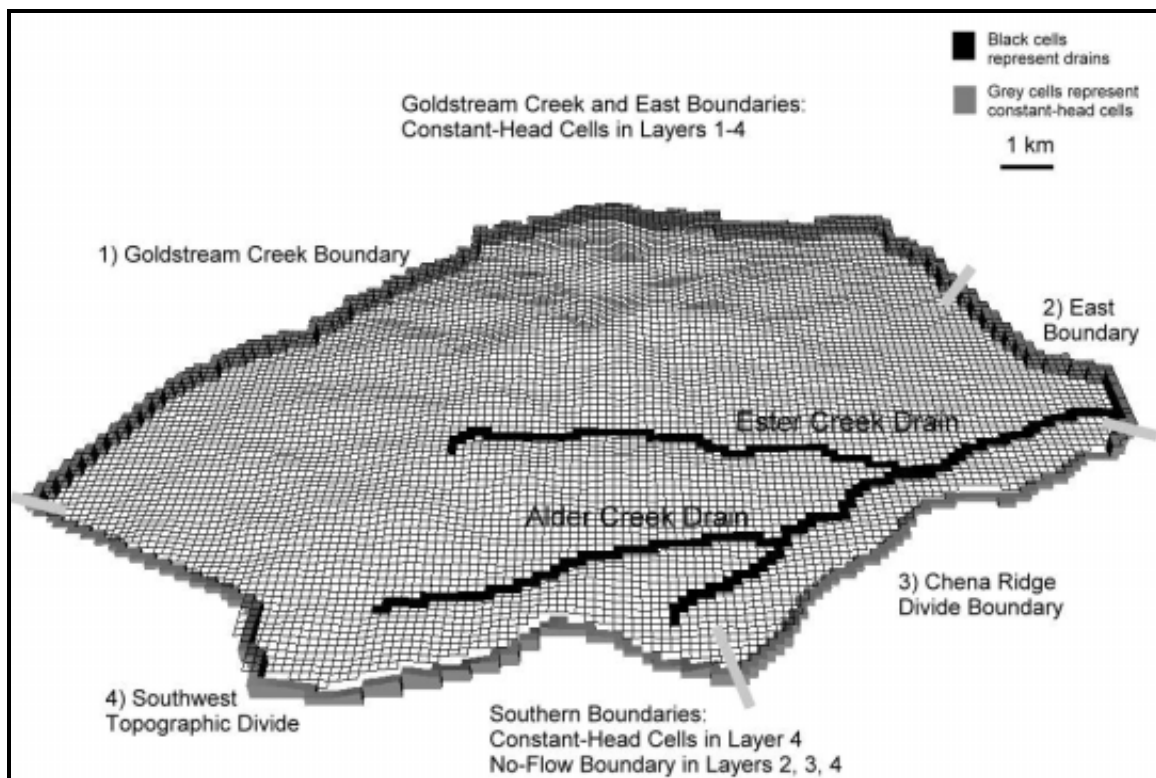 Black cells
represent drains
Grey cells represent
constant-head cells
1 km
Goldstream Creek and East Boundaries:
Constant-Head Cells in Layers 1-4
1) Goldstream Creek Boundary
2) East
Boundary
Ester Creek Drain
Alder Creek Drain
3) Chena Ridge
Divide Boundary
4) Southwest
Topographic Divide
Southern Boundaries:
Constant-Head Cells in Layer 4
No-Flow Boundary in Layers 2, 3, 4